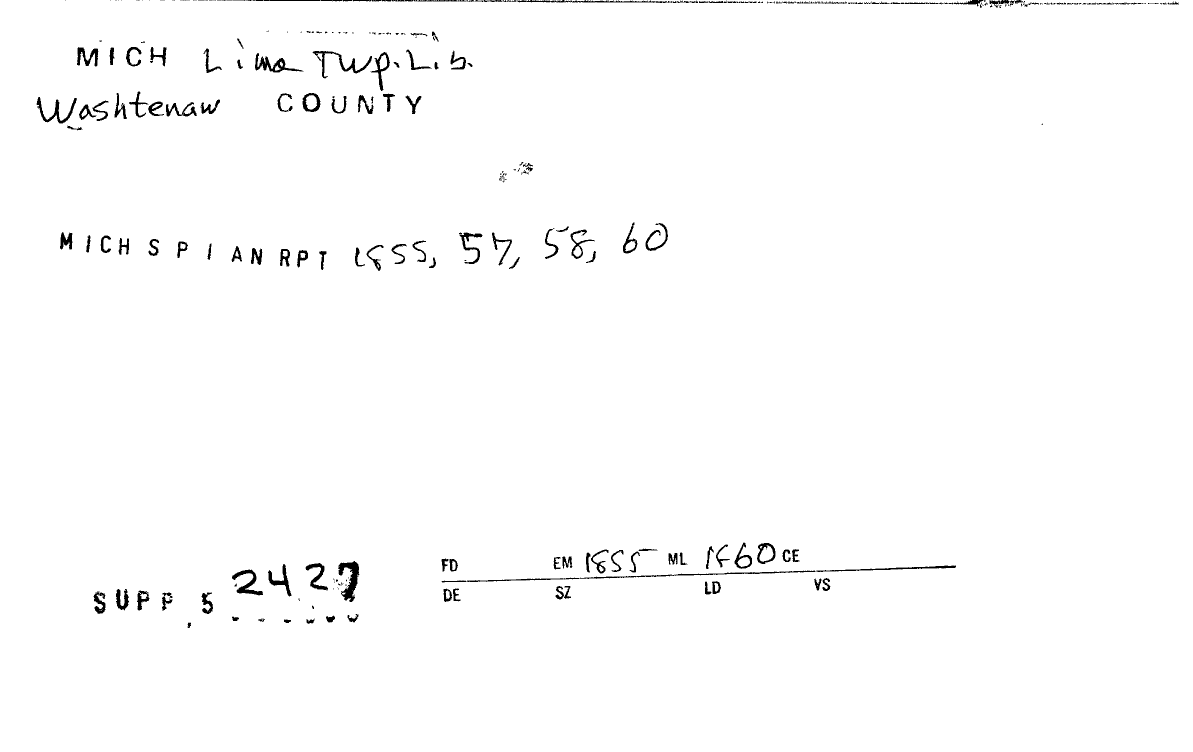 MICH Lima Twp. Lib.
Washtenaw COUNTY
MICH S P I AN RPT 1855, 57, 58, 60
FD EM 1855 ML 1860 CE
SUPP 5 2427
DE SZ LD VS